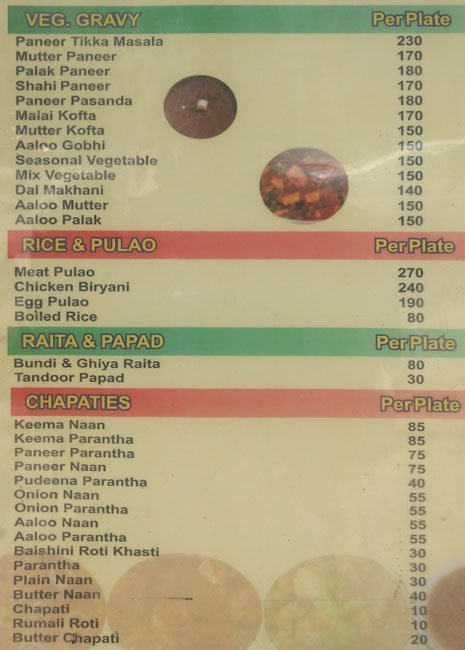 VEG. GRAVY Per Plate
Paneer Tikka Masala 230
Mutter Paneer 170
Palak Paneer 180
Shahi Paneer 170
Paneer Pasanda 180
Malai Kofta 170
Mutter Kofta 150
Aaloo Gobhi 150
Seasonal Vegetable 150
Mix Vegetable 150
Dal Makhani 140
Aaloo Mutter 150
Aaloo Palak 150
RICE & PULAO Per Plate
Meat Pulao 270
Chicken Biryani 240
Egg Pulao 190
Boiled Rice 80
RAITA & PAPAD Per Plate
Bundi & Ghiya Raita 80
Tandoor Papad 30
CHAPATIES Per Plate
Keema Naan 85
Keema Parantha 85
Paneer Parantha 75
Paneer Naan 75
Pudeena Parantha 40
Onion Naan 55
Onion Parantha 55
Aaloo Naan 55
Aaloo Parantha 55
Baishini Roti Khasti 30
Parantha 30
Plain Naan 30
Butter Naan 40
Chapati 10
Rumali Roti 10
Butter Chapati 20